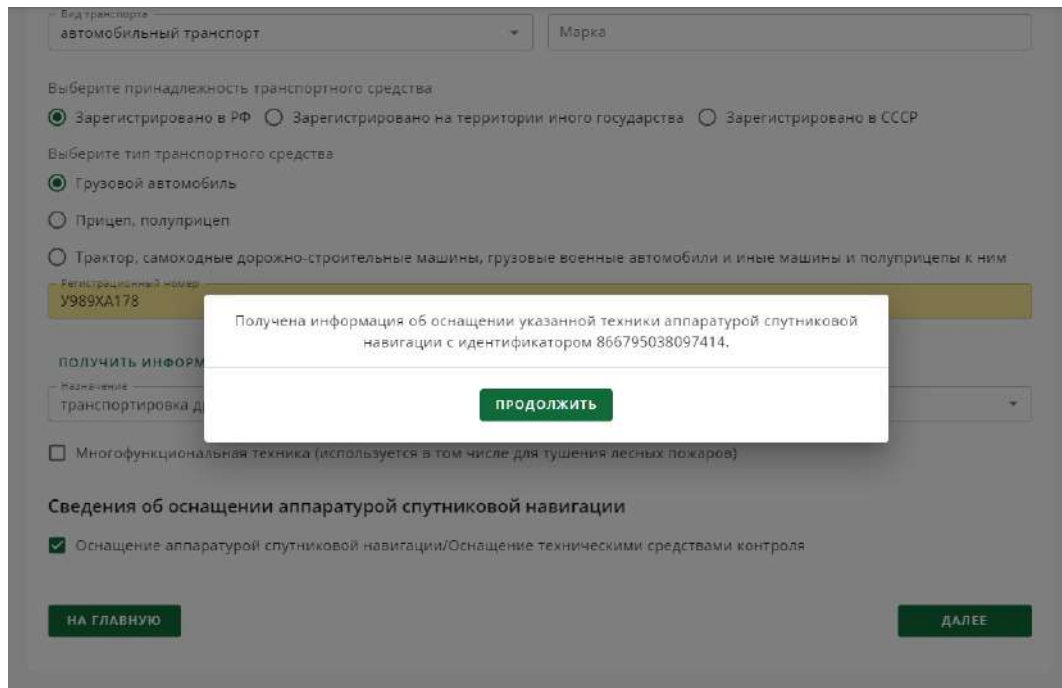 Вид транспорта
автомобильный транспорт
Марка
Выберите принадлежность транспортного средства
Зарегистрировано в РФ Зарегистрировано на территории иного государства Зарегистрировано в СССР
Выберите тип транспортного средства
Грузовой автомобиль
Прицеп, полуприцеп
Трактор, самоходные дорожно-строительные машины, грузовые военные автомобили и иные машины и полуприцепы к ним
Регистрационный номер
У989ХА178
Получена информация об оснащении указанной техники аппаратурой спутниковой
навигации с идентификатором 866795038097414.
ПОЛУЧИТЬ ИНФОРМ
Назначение
транспортировка д
ПРОДОЛЖИТЬ
Многофункциональная техника (используется в том числе для тушения лесных пожаров)
Сведения об оснащении аппаратурой спутниковой навигации
Оснащение аппаратурой спутниковой навигации/Оснащение техническими средствами контроля
НА ГЛАВНУЮ
ДАЛЕЕ